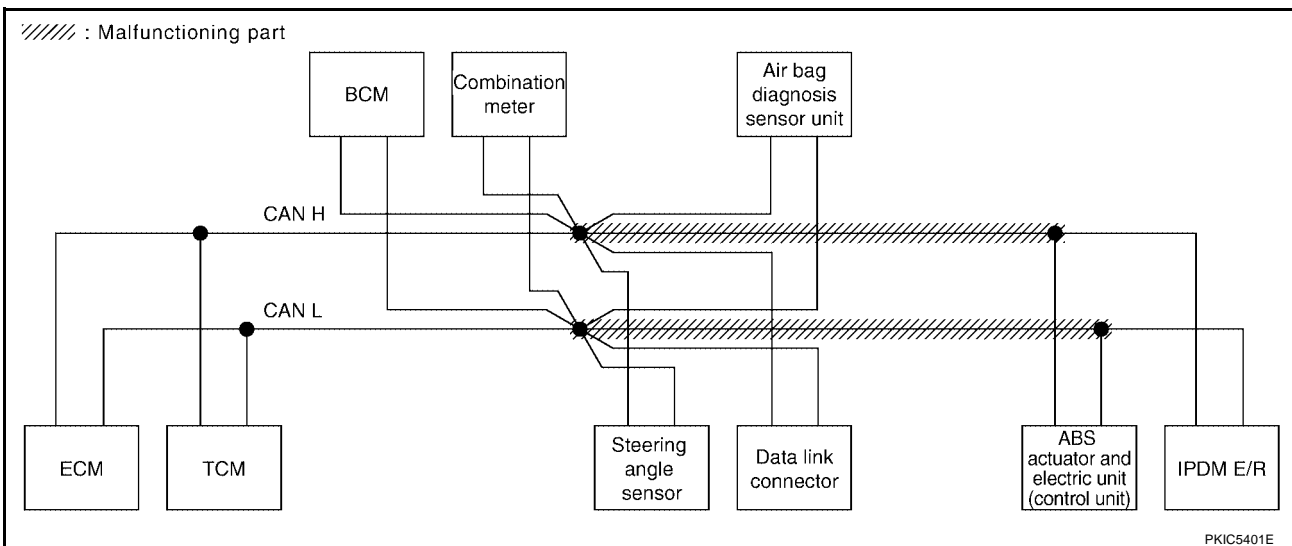 : Malfunctioning part
BCM
Combination
meter
Air bag
diagnosis
sensor unit
CAN H
CAN L
ECM
TCM
Steering
angle
sensor
Data link
connector
ABS
actuator and
electric unit
(control unit)
IPDM E/R
PKIC5401E